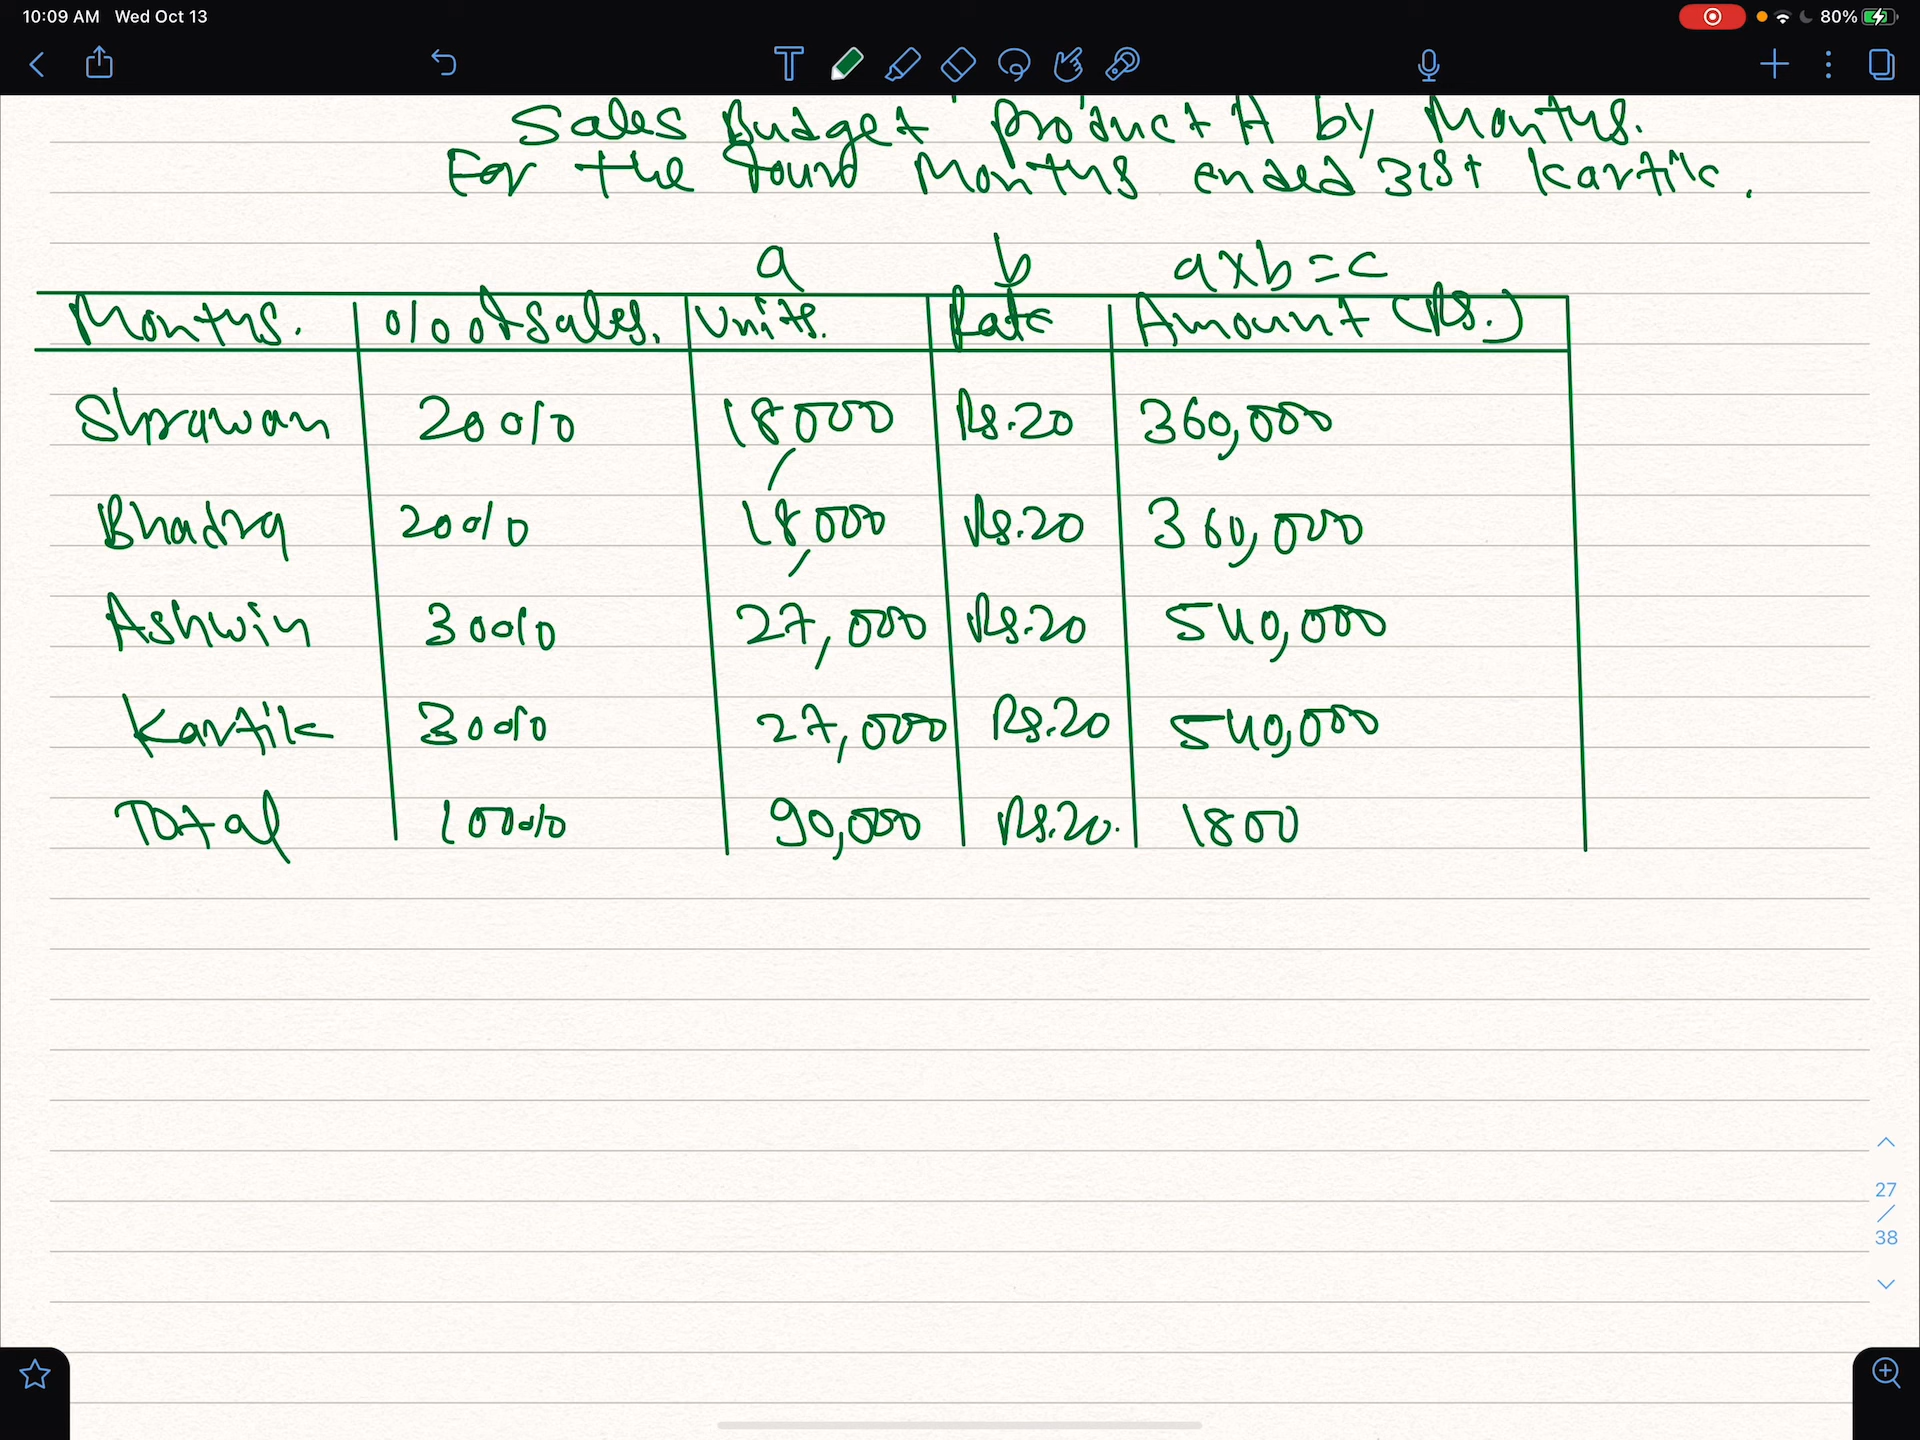 10:09 AM Wed Oct 13
80%
Sales Budget product A by Months.
For the four Months ended 31st Kartik.
a b a×b=c
Months. % of sales. Units. Rate Amount (Rs.)
Shrawan 20% 18,000 Rs.20 360,000
Bhadra 20% 18,000 Rs.20 360,000
Ashwin 30% 27,000 Rs.20 540,000
Kartik 30% 27,000 Rs.20 540,000
Total 100% 90,000 Rs.20. 1800
27
/
38